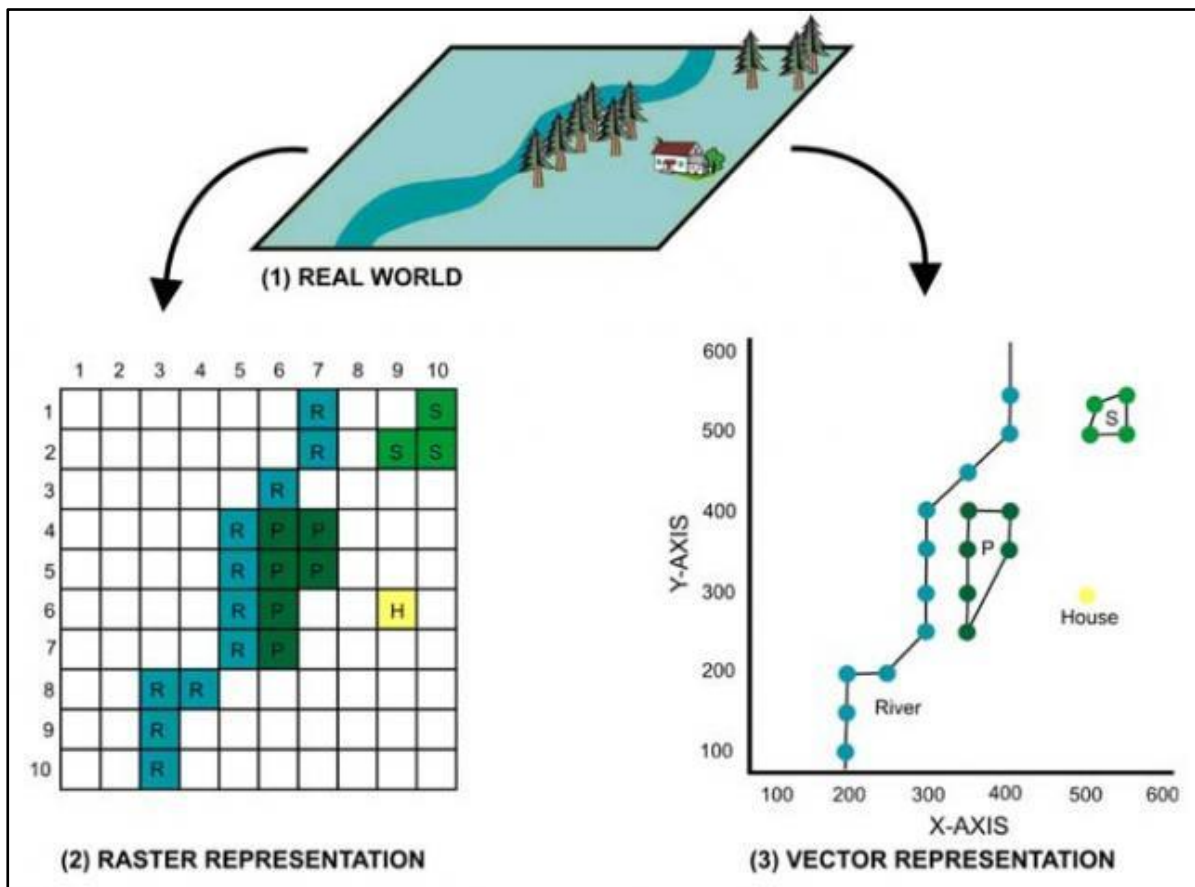 (1) REAL WORLD
1 2 3 4 5 6 7 8 9 10
1 R S
2 R S S
3 R
4 R P P
5 R P P
6 R P H
7 R P
8 R R
9 R
10 R
(2) RASTER REPRESENTATION
600
500 S
400
P
300
House
200
River
100
Y-AXIS
100 200 300 400 500 600
X-AXIS
(3) VECTOR REPRESENTATION